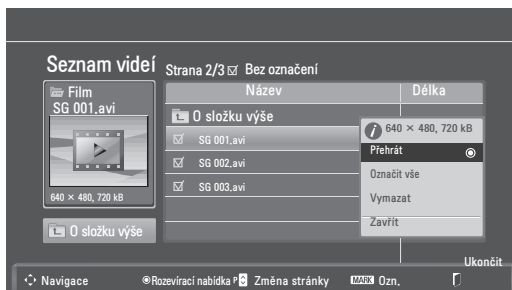 Seznam videí
Strana 2/3 ☑ Bez označení
Film
SG 001.avi
640 × 480, 720 kB
O složku výše
Název
Délka
O složku výše
☑ SG 001.avi
☑ SG 002.avi
☑ SG 003.avi
640 × 480, 720 kB
Přehrát
Označit vše
Vymazat
Zavřít
Navigace
Rozevírací nabídka
P Změna stránky
MARK Ozn.
Ukončit